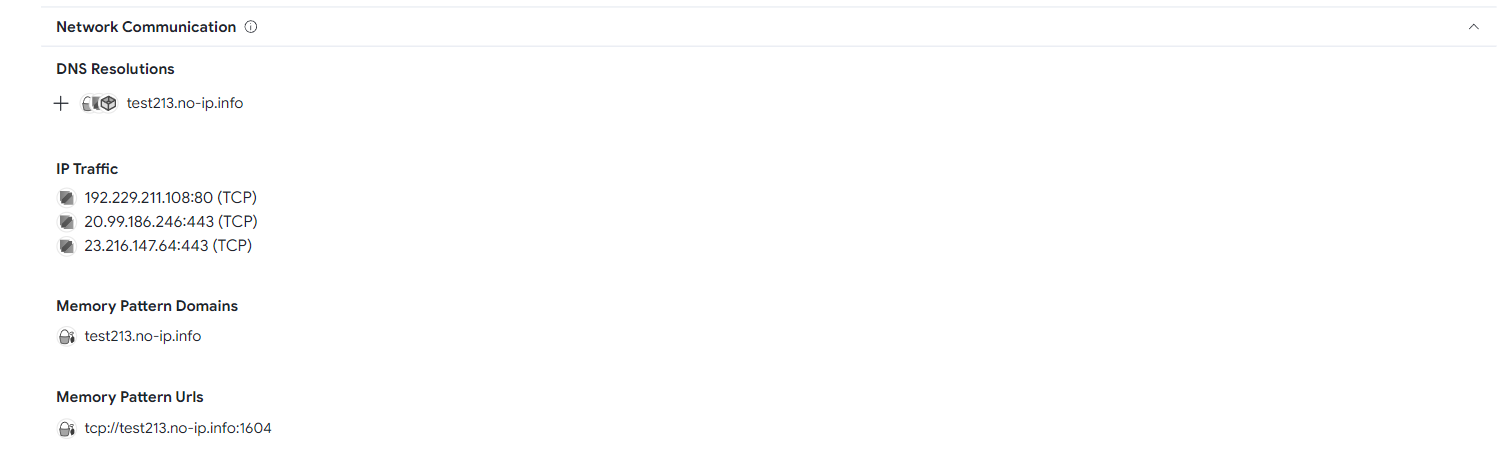 Network Communication
DNS Resolutions
test213.no-ip.info
IP Traffic
192.229.211.108:80 (TCP)
20.99.186.246:443 (TCP)
23.216.147.64:443 (TCP)
Memory Pattern Domains
test213.no-ip.info
Memory Pattern Urls
tcp://test213.no-ip.info:1604